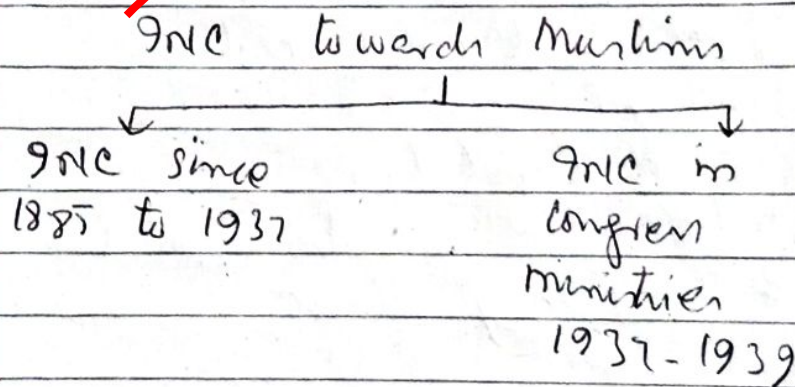 INC towards Muslims
INC since
1885 to 1937
INC in
Congress
ministries
1937-1939